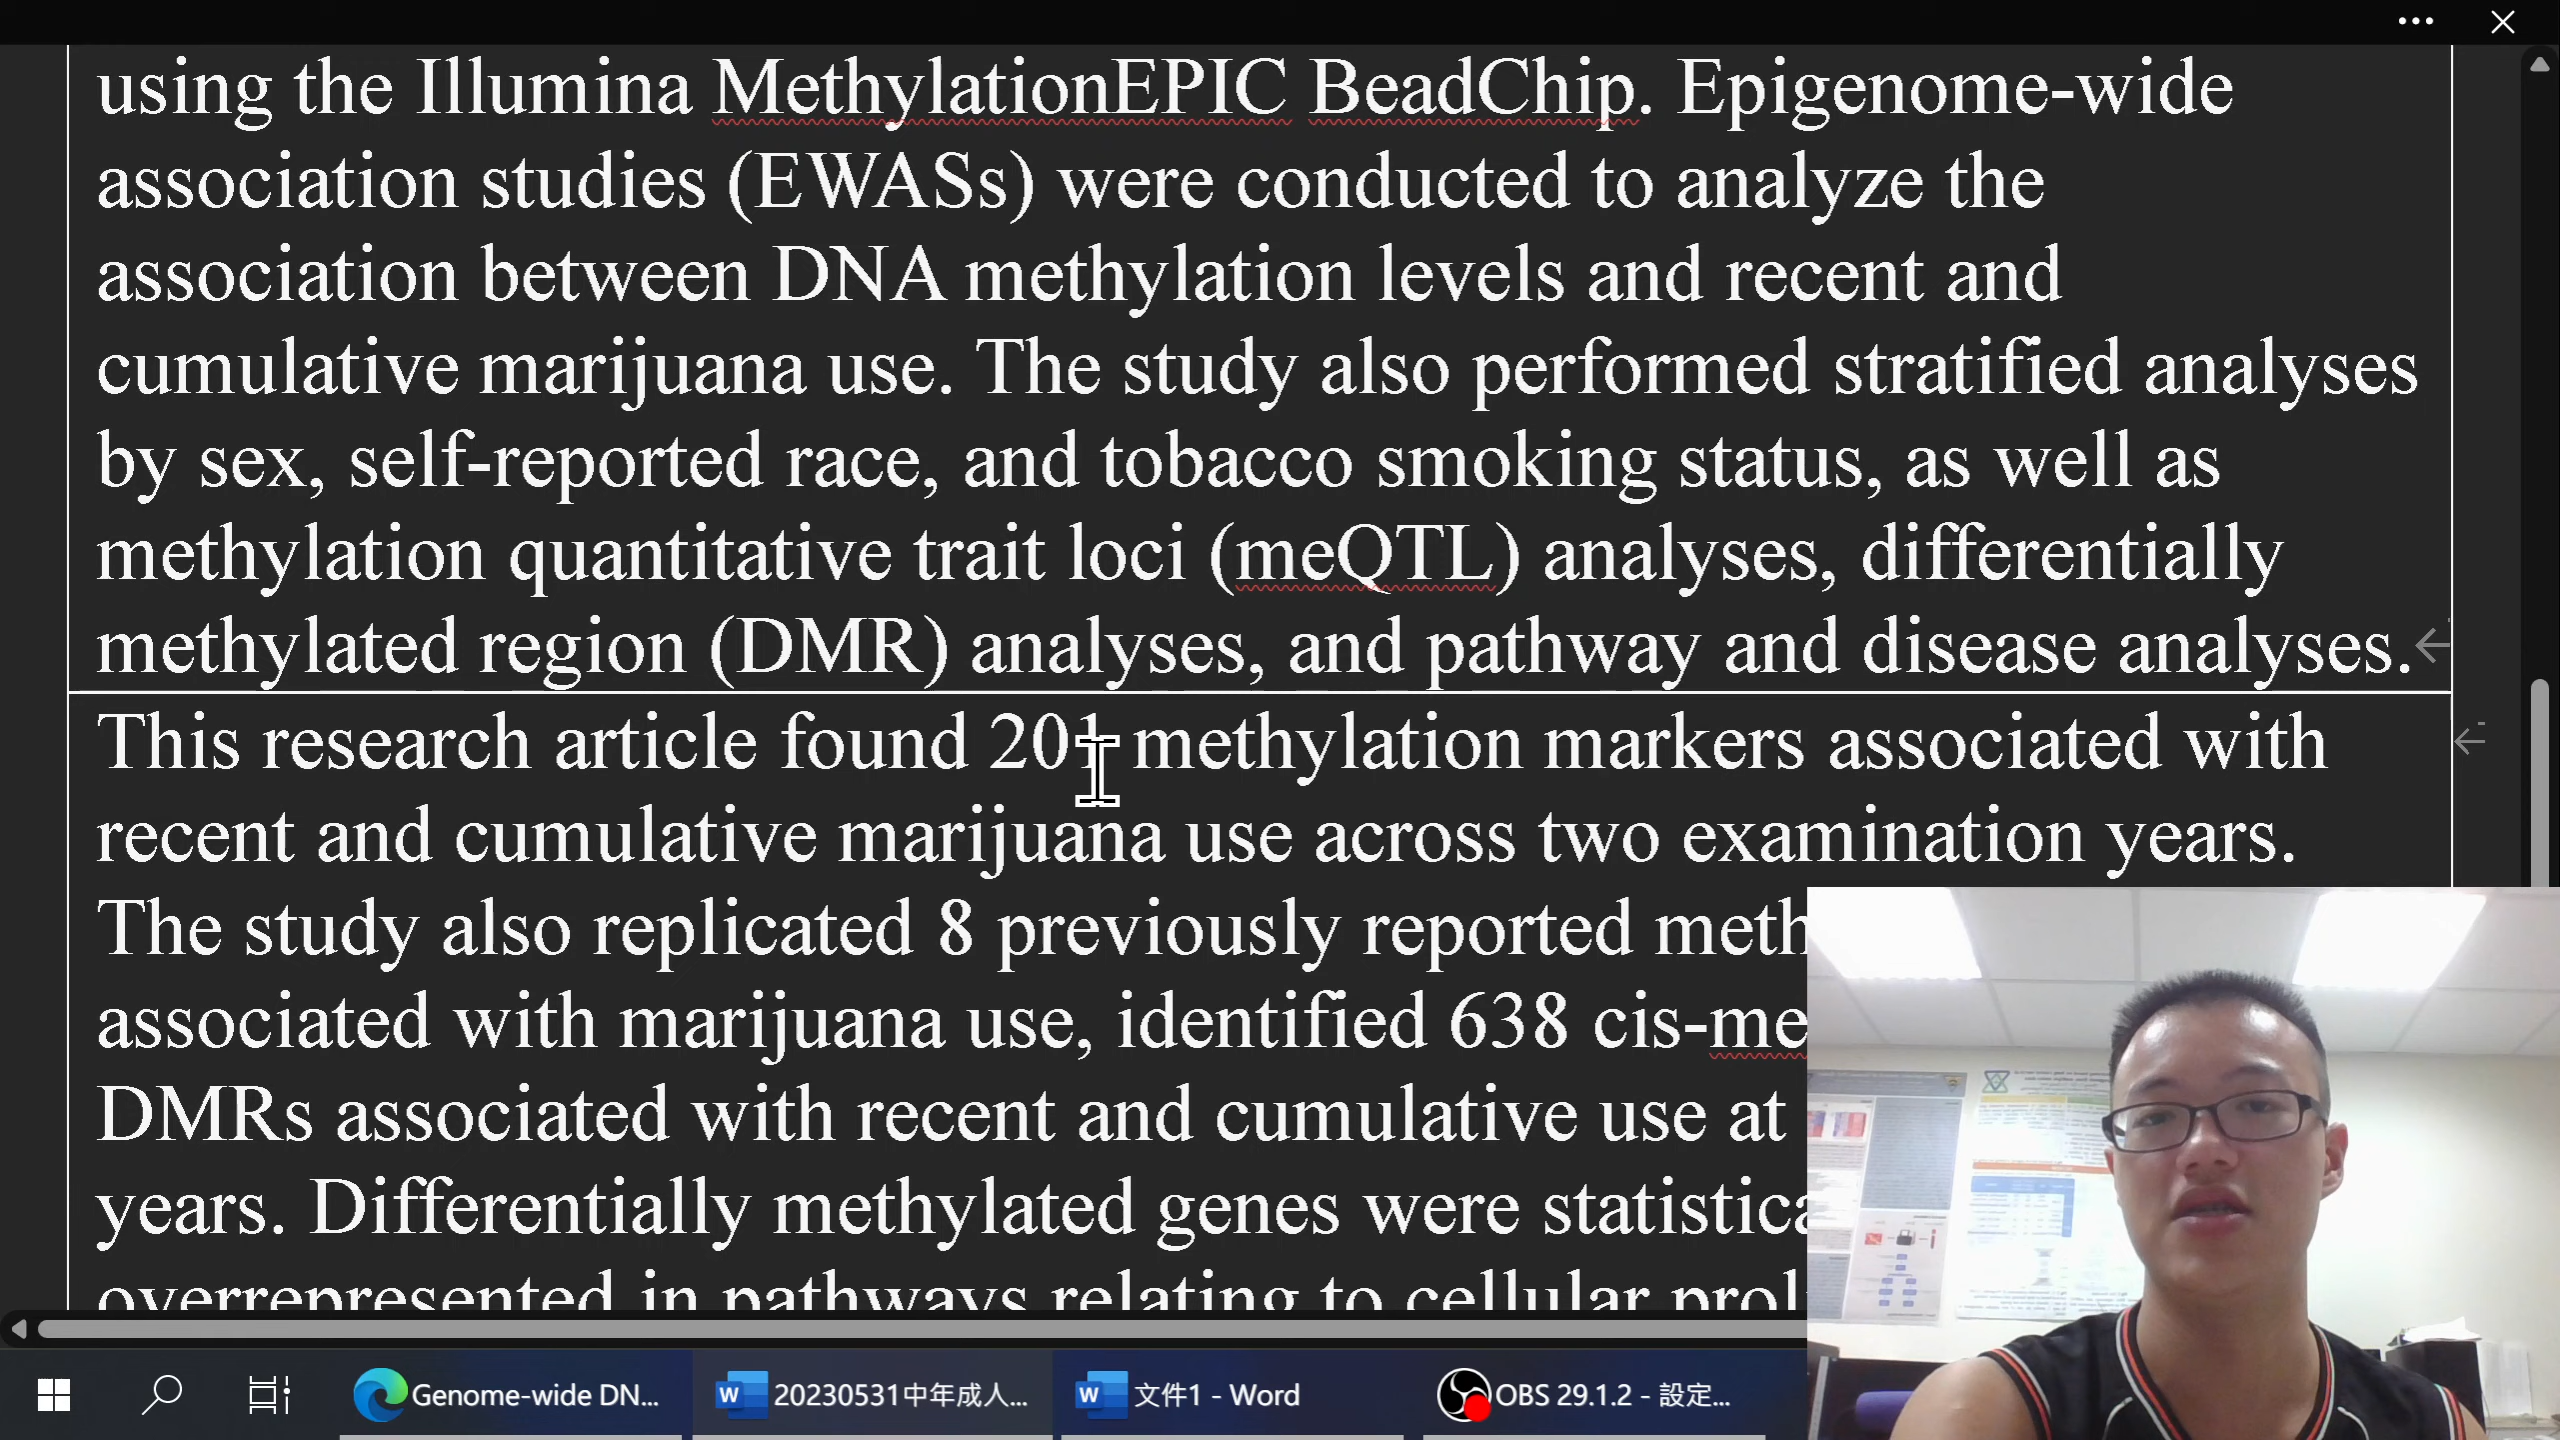 using the Illumina MethylationEPIC BeadChip. Epigenome-wide
association studies (EWASs) were conducted to analyze the
association between DNA methylation levels and recent and
cumulative marijuana use. The study also performed stratified analyses
by sex, self-reported race, and tobacco smoking status, as well as
methylation quantitative trait loci (meQTL) analyses, differentially
methylated region (DMR) analyses, and pathway and disease analyses.
This research article found 201 methylation markers associated with
recent and cumulative marijuana use across two examination years.
The study also replicated 8 previously reported meth
associated with marijuana use, identified 638 cis-me
DMRs associated with recent and cumulative use at
years. Differentially methylated genes were statistica
overrepresented in pathways relating to cellular proli
Genome-wide DN...
20230531中年成人...
文件1 - Word
OBS 29.1.2 - 設定...